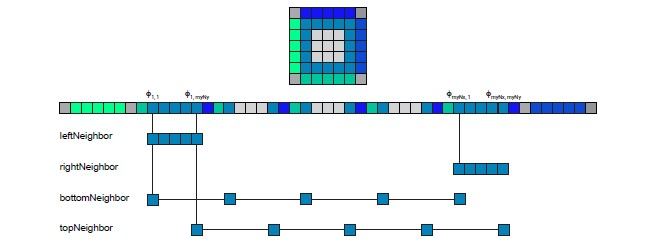 ϕ1,1 ϕ1,myNy ϕmyNx,1 ϕmyNx,myNy
leftNeighbor
rightNeighbor
bottomNeighbor
topNeighbor